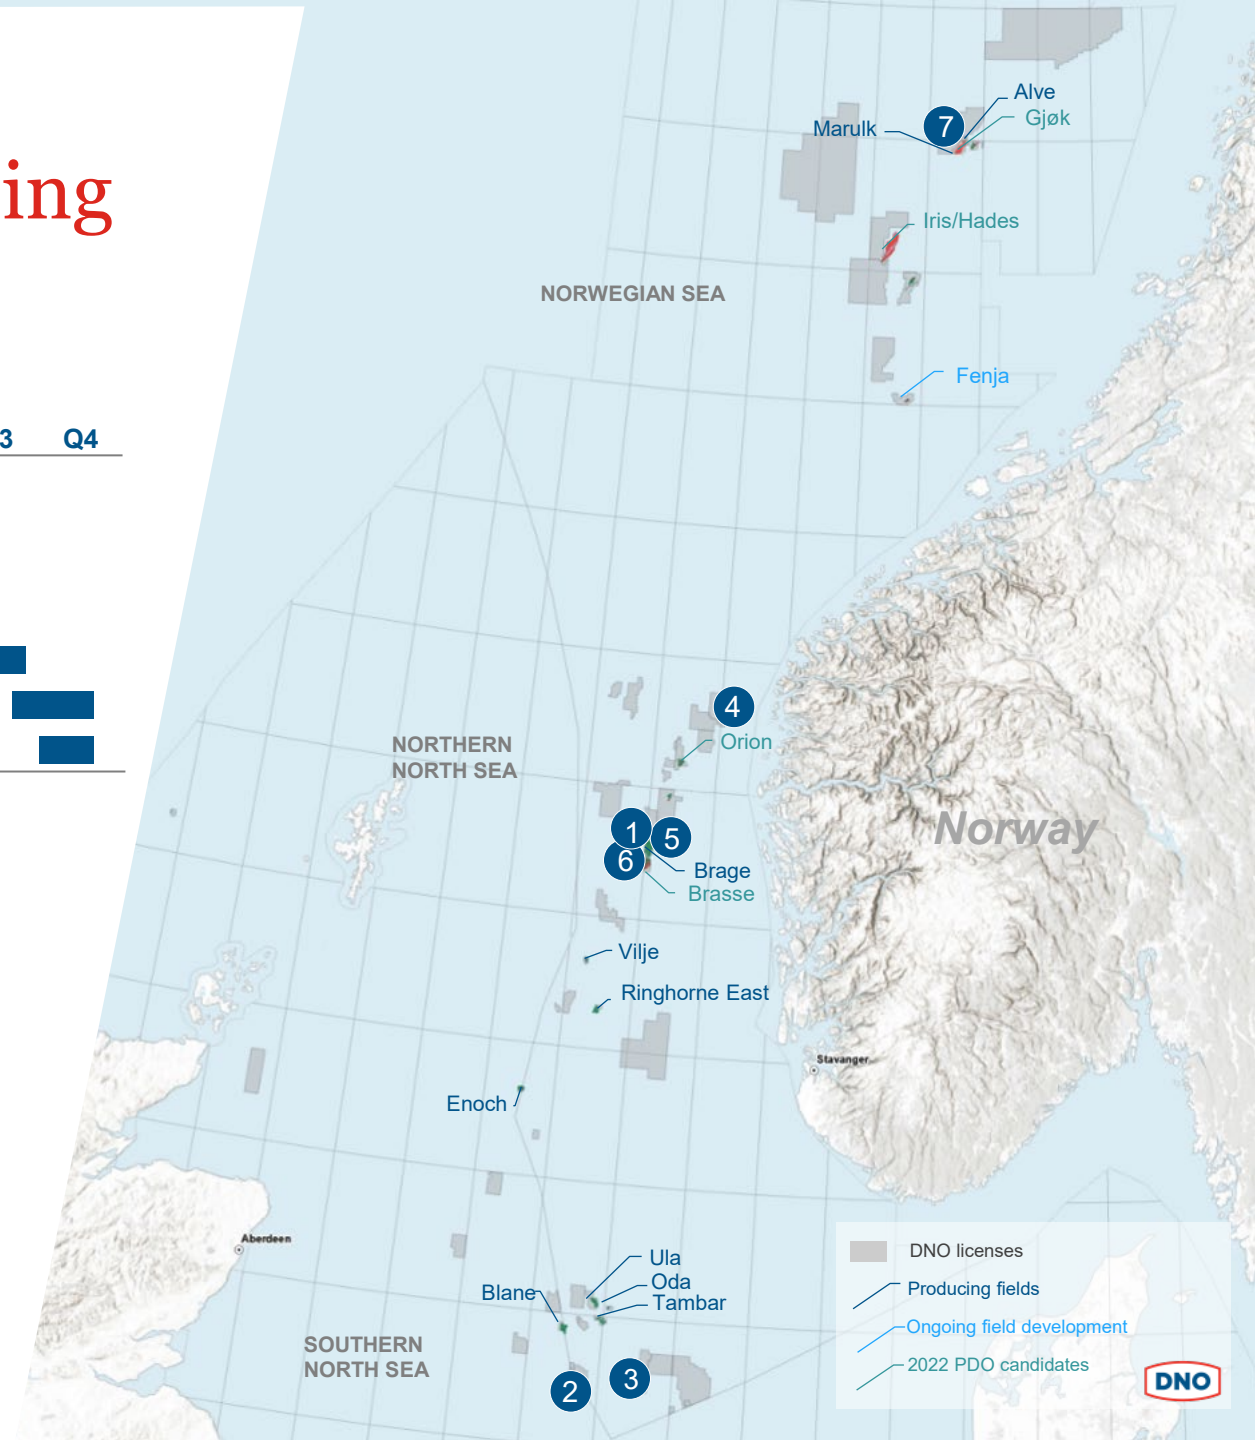 ing
3 Q4
Alve
Gjøk
7
Marulk
Iris/Hades
NORWEGIAN SEA
Fenja
4
Orion
NORTHERN
NORTH SEA
Norway
1
5
6
Brage
Brasse
Vilje
Ringhorne East
Stavanger
Enoch
Aberdeen
Ula
Oda
Tambar
Blane
SOUTHERN
NORTH SEA
2
3
DNO licenses
Producing fields
Ongoing field development
2022 PDO candidates
DNO